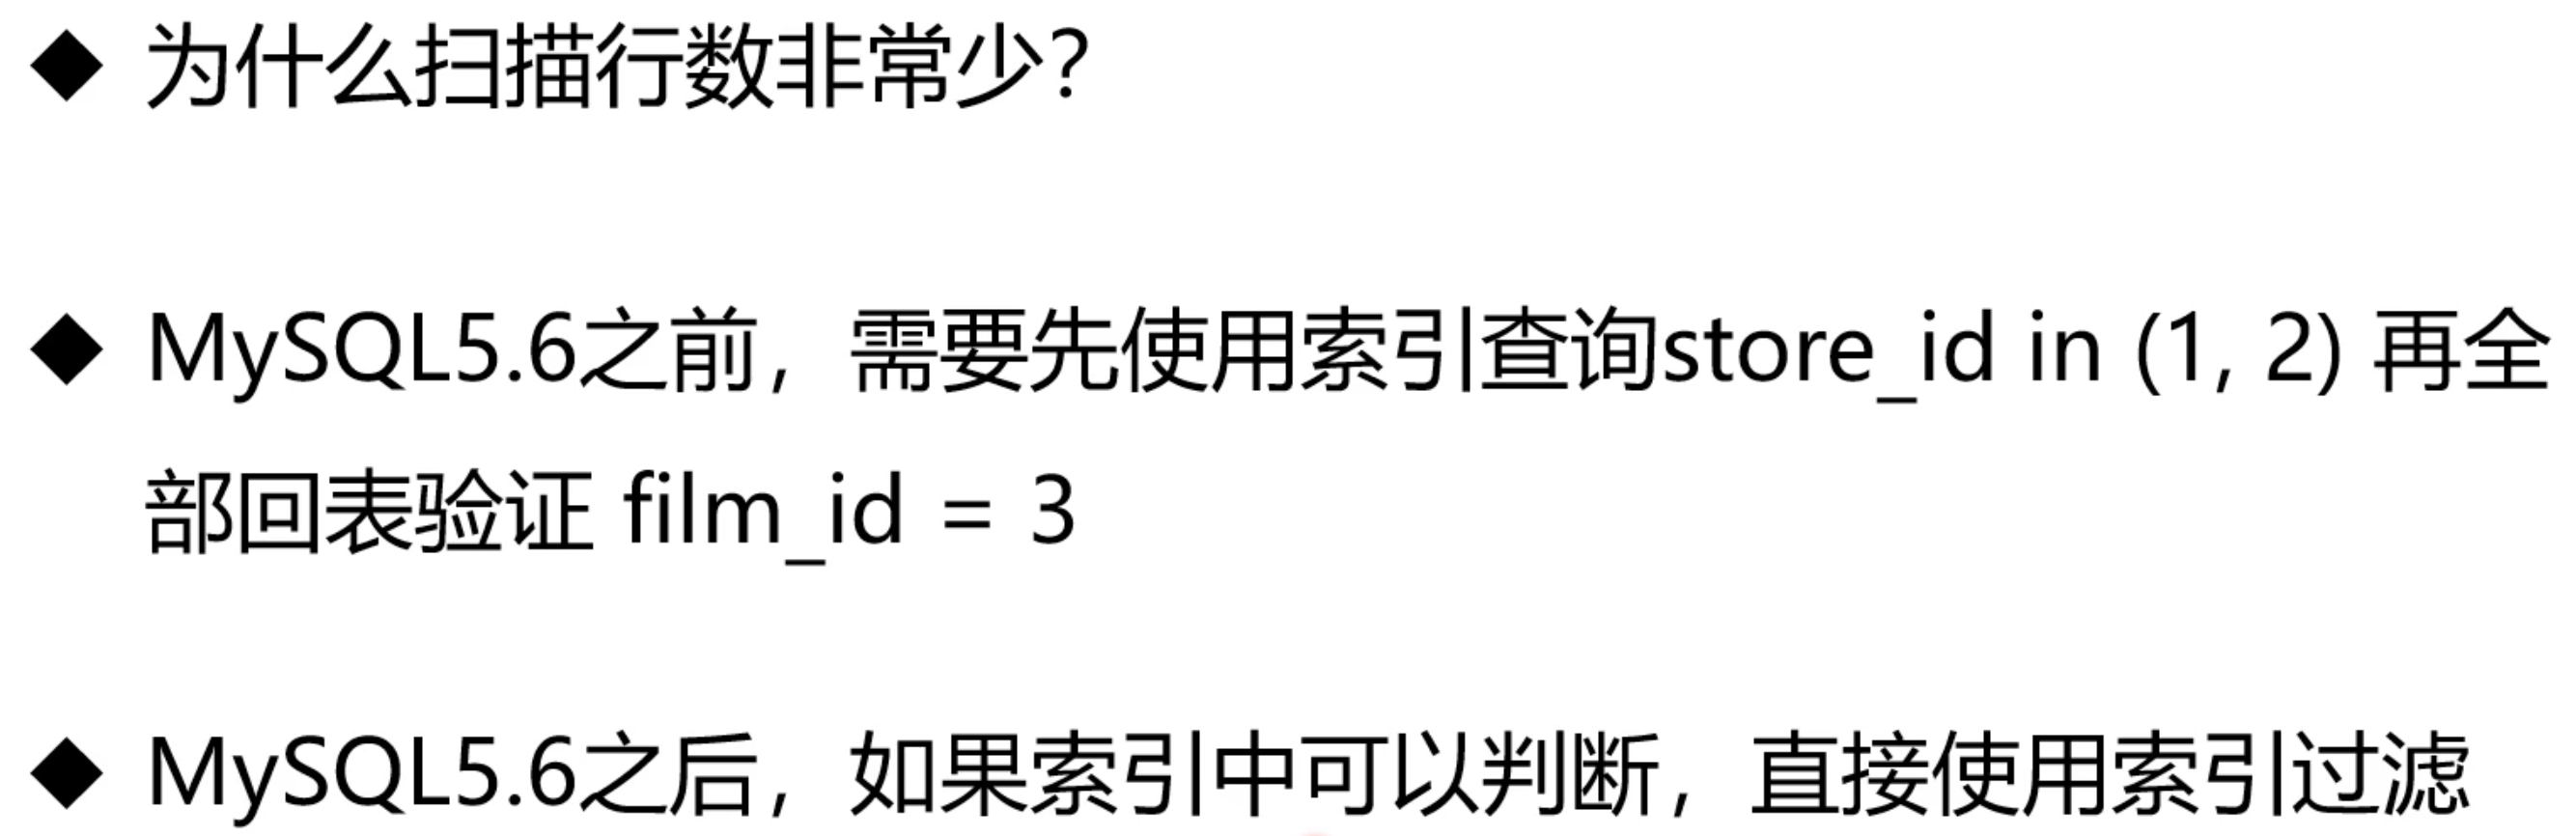 ◆ 为什么扫描行数非常少？
◆ MySQL5.6之前，需要先使用索引查询store_id in (1, 2) 再全
部回表验证 film_id = 3
◆ MySQL5.6之后，如果索引中可以判断，直接使用索引过滤